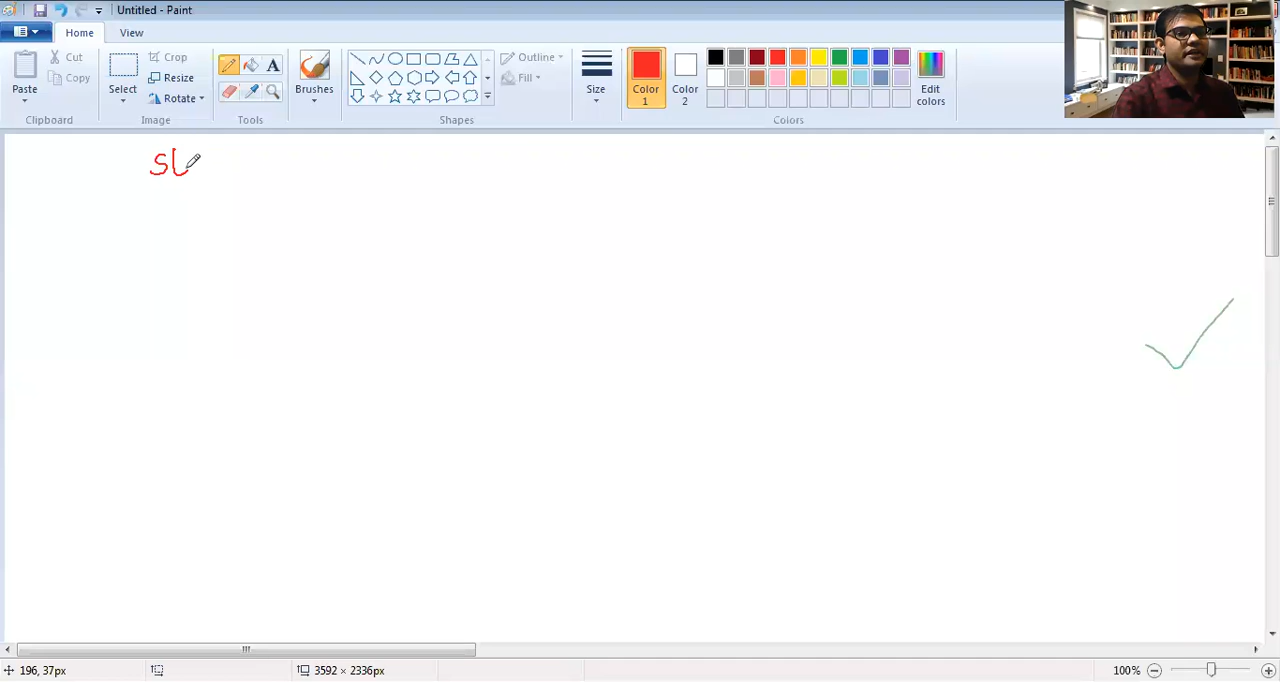 Untitled - Paint
Home
View
Paste
Cut
Copy
Clipboard
Select
Crop
Resize
Rotate
Image
Tools
Brushes
Shapes
Outline
Fill
Size
Color
1
Color
2
Edit
colors
Colors
SL
196, 37px
3592 × 2336px
100%